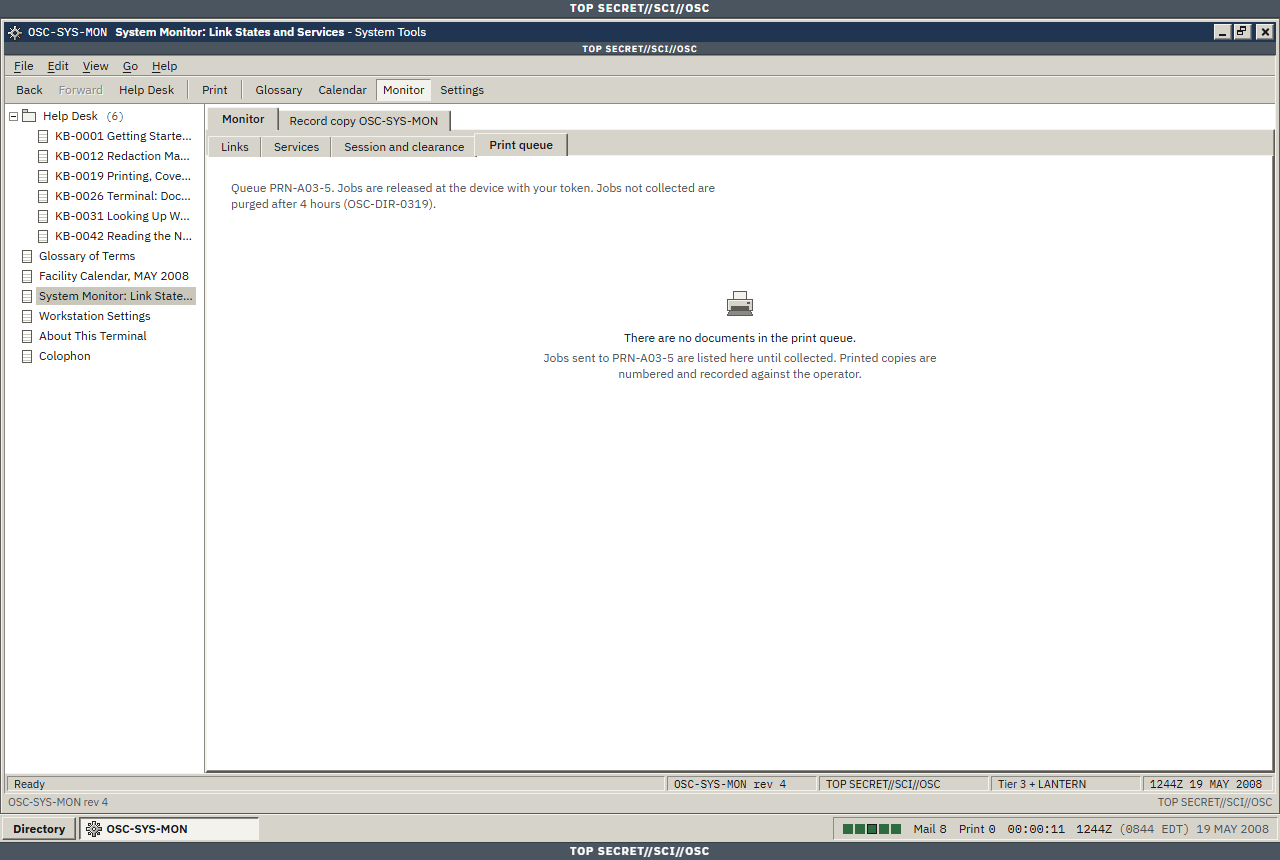 TOP SECRET//SCI//OSC
OSC-SYS-MON System Monitor: Link States and Services - System Tools
TOP SECRET//SCI//OSC
File Edit View Go Help
Back Forward Help Desk Print Glossary Calendar Monitor Settings
Help Desk (6)
KB-0001 Getting Starte...
KB-0012 Redaction Ma...
KB-0019 Printing, Cove...
KB-0026 Terminal: Doc...
KB-0031 Looking Up W...
KB-0042 Reading the N...
Glossary of Terms
Facility Calendar, MAY 2008
System Monitor: Link State...
Workstation Settings
About This Terminal
Colophon
Monitor Record copy OSC-SYS-MON
Links Services Session and clearance Print queue
Queue PRN-A03-5. Jobs are released at the device with your token. Jobs not collected are
purged after 4 hours (OSC-DIR-0319).
There are no documents in the print queue.
Jobs sent to PRN-A03-5 are listed here until collected. Printed copies are
numbered and recorded against the operator.
Ready OSC-SYS-MON rev 4 TOP SECRET//SCI//OSC Tier 3 + LANTERN 1244Z 19 MAY 2008
OSC-SYS-MON rev 4 TOP SECRET//SCI//OSC
Directory OSC-SYS-MON Mail 8 Print 0 00:00:11 1244Z (0844 EDT) 19 MAY 2008
TOP SECRET//SCI//OSC